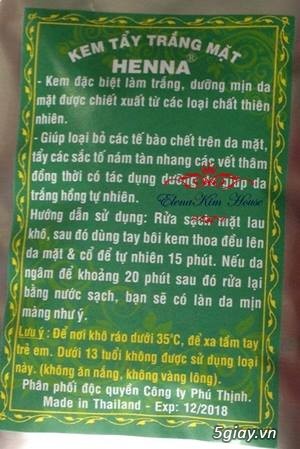 KEM TẨY TRẮNG MẶT
HENNA®
- Kem đặc biệt làm trắng, dưỡng mịn da
mặt được chiết xuất từ các loại chất thiên
nhiên.
- Giúp loại bỏ các tế bào chết trên da mặt,
tẩy các sắc tố nám tàn nhang các vết thâm
đồng thời có tác dụng dưỡng da giúp da
trắng hồng tự nhiên.
ElenaKim House
Hướng dẫn sử dụng: Rửa sạch mặt lau
khô, sau đó dùng tay bôi kem thoa đều lên
da mặt & cổ để tự nhiên 15 phút. Nếu da
ngâm để khoảng 20 phút sau đó rửa lại
bằng nước sạch, bạn sẽ có làn da mịn
màng như ý.
Lưu ý : Để nơi khô ráo dưới 35°C, để xa tầm tay
trẻ em. Dưới 13 tuổi không được sử dụng loại
này. (không ăn nắng, không vàng lông).
Phân phối độc quyền Công ty Phú Thịnh.
Made in Thailand - Exp: 12/2018
5giay.vn